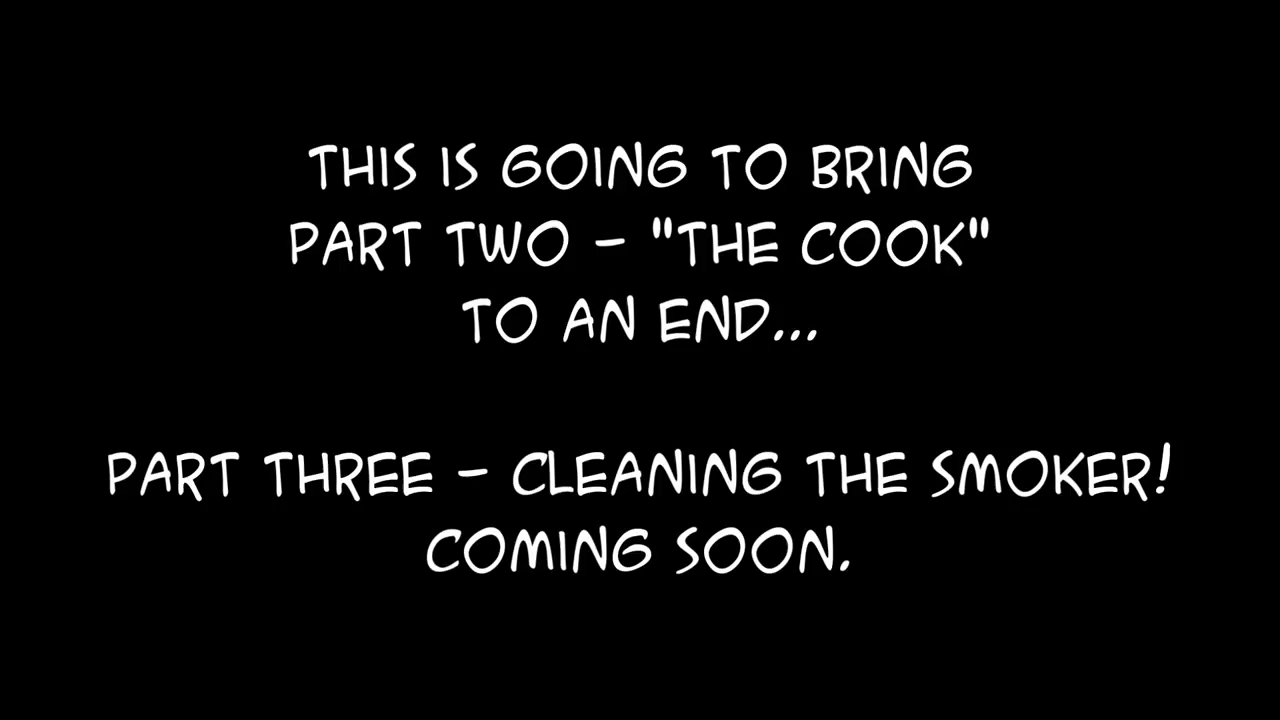 THIS IS GOING TO BRING
PART TWO - "THE COOK"
TO AN END...
PART THREE - CLEANING THE SMOKER!
COMING SOON.